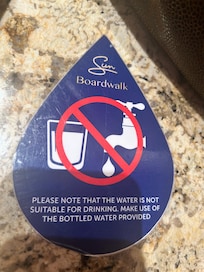 Sun
Boardwalk
PLEASE NOTE THAT THE WATER IS NOT
SUITABLE FOR DRINKING. MAKE USE OF
THE BOTTLED WATER PROVIDED